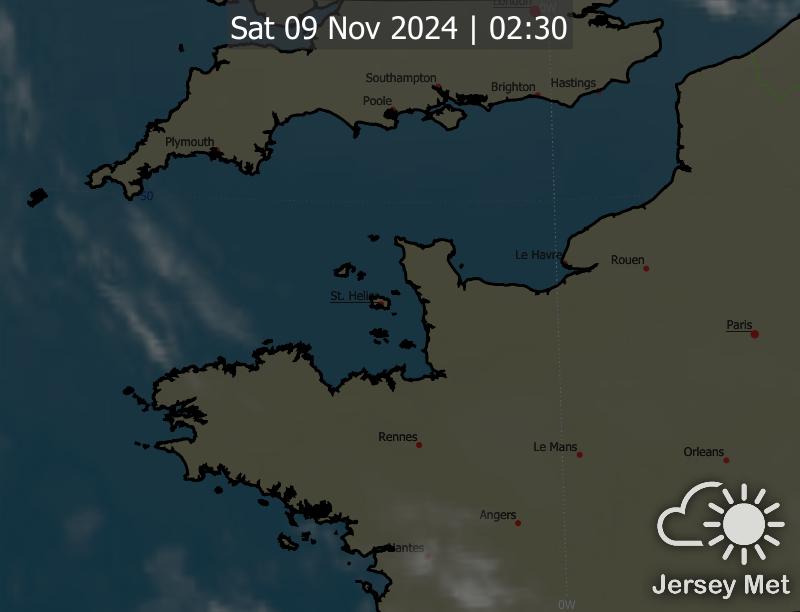 London
0W
Sat 09 Nov 2024 | 02:30
Southampton
Brighton
Hastings
Poole
Plymouth
50
Le Havre
Rouen
St. Helier
Paris
Rennes
Le Mans
Orleans
Angers
Nantes
Jersey Met
0W